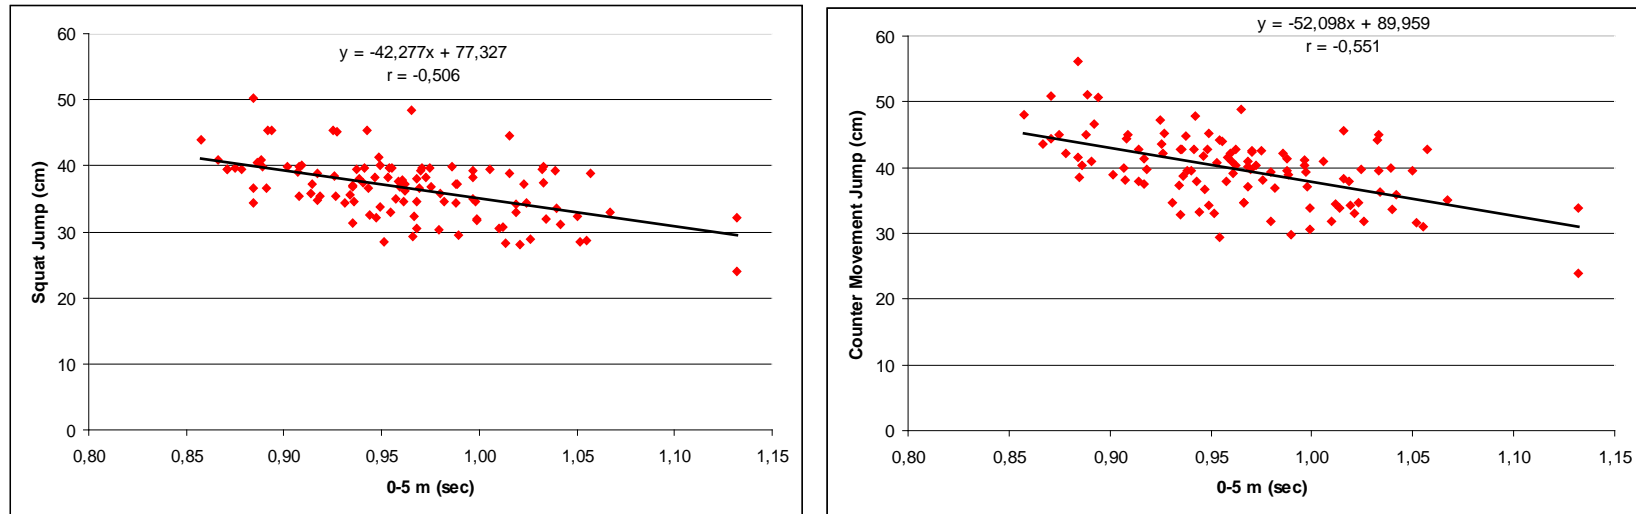 y = -42,277x + 77,327
r = -0,506
60
50
40
30
20
10
0
0,80 0,85 0,90 0,95 1,00 1,05 1,10 1,15
0-5 m (sec)
Squat Jump (cm)
y = -52,098x + 89,959
r = -0,551
60
50
40
30
20
10
0
0,80 0,85 0,90 0,95 1,00 1,05 1,10 1,15
0-5 m (sec)
Counter Movement Jump (cm)